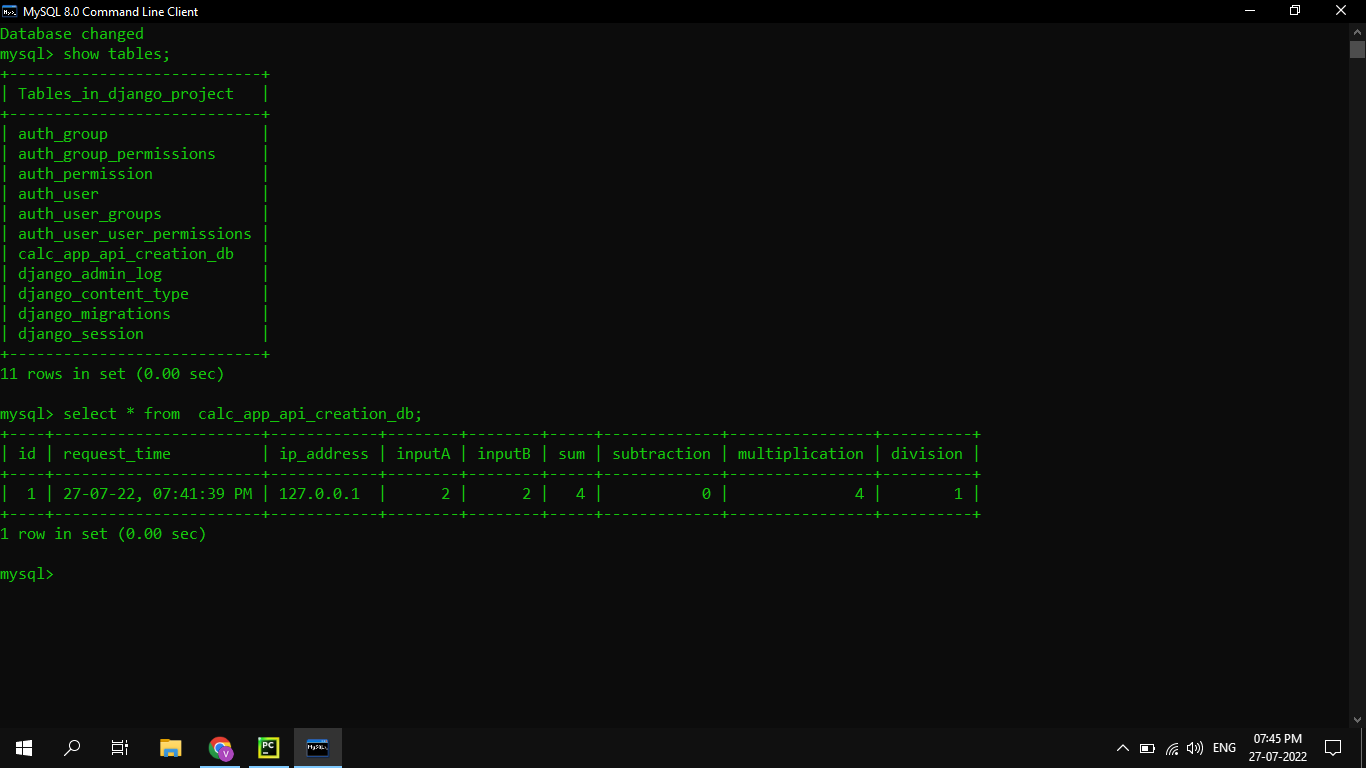 MySQL 8.0 Command Line Client
Database changed
mysql> show tables;
+----------------------------+
| Tables_in_django_project   |
+----------------------------+
| auth_group                 |
| auth_group_permissions     |
| auth_permission            |
| auth_user                  |
| auth_user_groups           |
| auth_user_user_permissions |
| calc_app_api_creation_db   |
| django_admin_log           |
| django_content_type        |
| django_migrations          |
| django_session             |
+----------------------------+
11 rows in set (0.00 sec)
mysql> select * from  calc_app_api_creation_db;
+----+-----------------------+------------+--------+--------+-----+-------------+----------------+----------+
| id | request_time          | ip_address | inputA | inputB | sum | subtraction | multiplication | division |
+----+-----------------------+------------+--------+--------+-----+-------------+----------------+----------+
|  1 | 27-07-22, 07:41:39 PM | 127.0.0.1  |      2 |      2 |   4 |           0 |              4 |        1 |
+----+-----------------------+------------+--------+--------+-----+-------------+----------------+----------+
1 row in set (0.00 sec)
mysql>
V
PC
MySQL
ENG
07:45 PM
27-07-2022